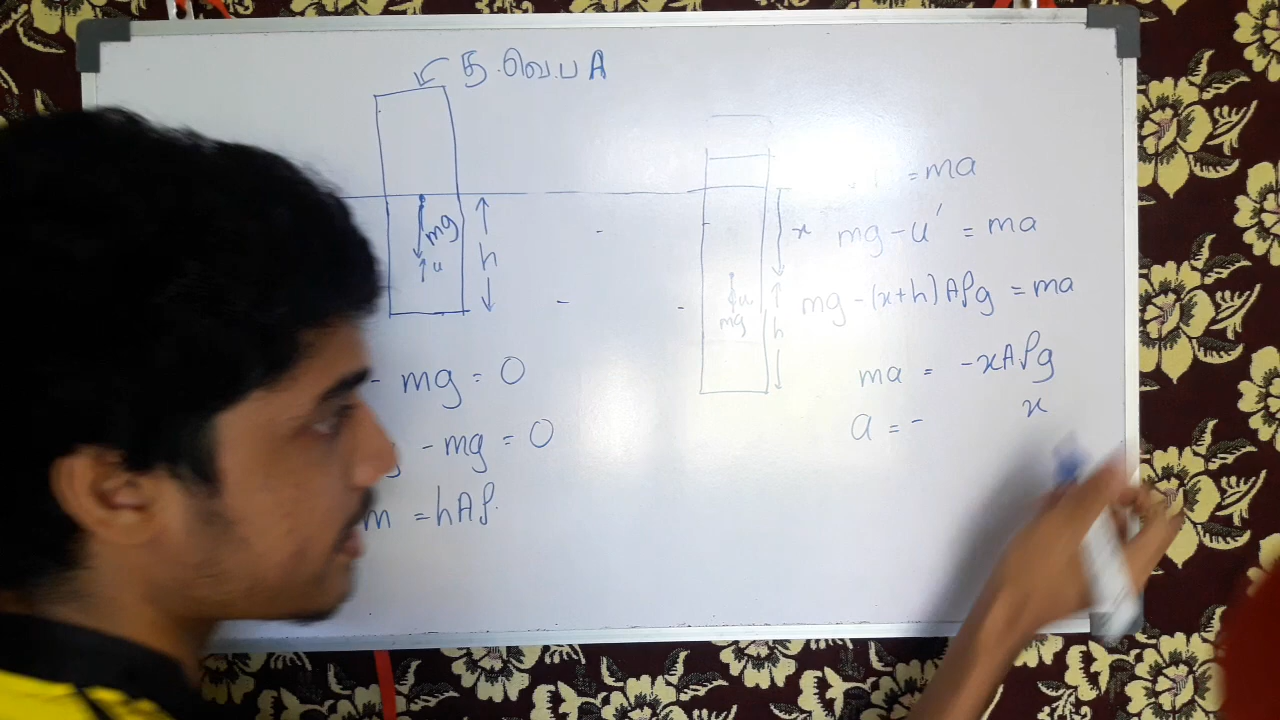 கு.வெ.ப A
mg
u
h
- mg = 0
- mg = 0
m = hAρ.
x
u
mg
h
= ma
mg - u' = ma
mg - (x+h)Aρg = ma
ma = -xAρg
a = - x